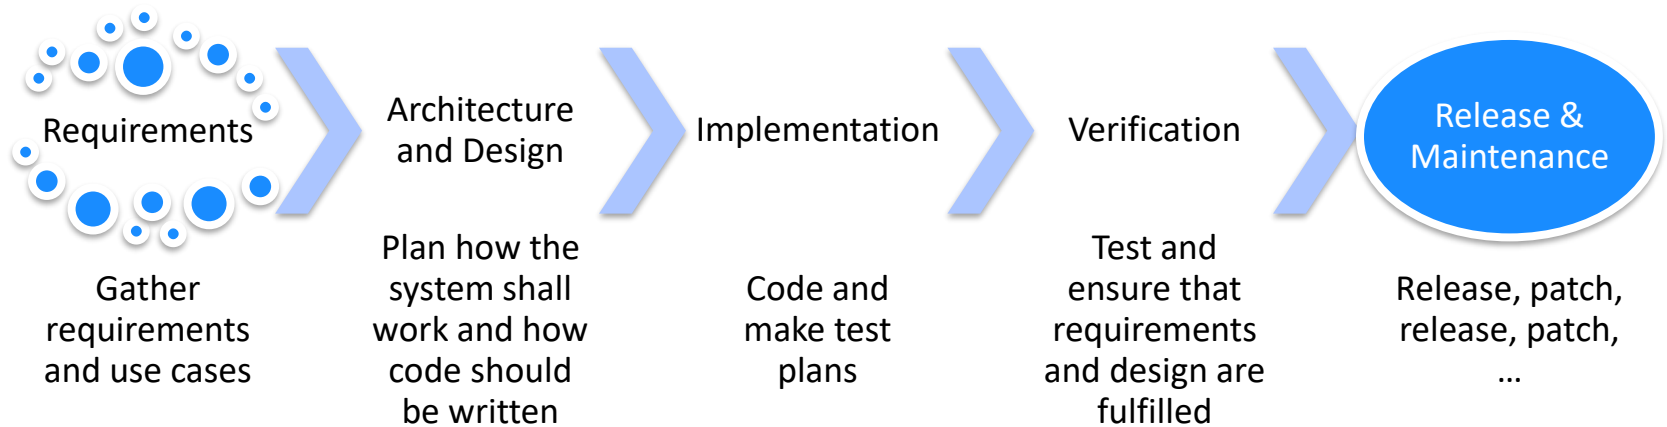 Requirements
Architecture
and Design
Implementation
Verification
Release &
Maintenance
Gather
requirements
and use cases
Plan how the
system shall
work and how
code should
be written
Code and
make test
plans
Test and
ensure that
requirements
and design are
fulfilled
Release, patch,
release, patch,
…